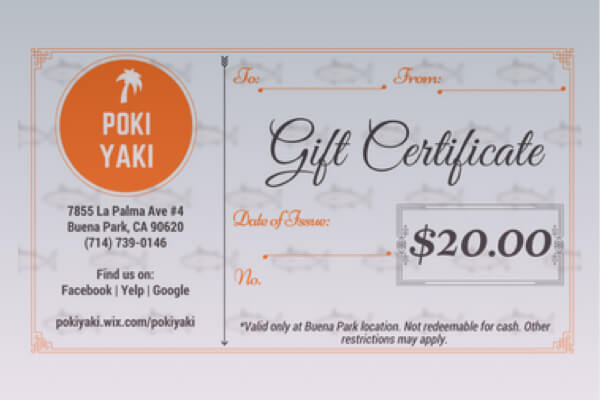 POKI
YAKI
7855 La Palma Ave #4
Buena Park, CA 90620
(714) 739-0146
Find us on:
Facebook | Yelp | Google
pokiyaki.wix.com/pokiyaki
To:
From:
Gift Certificate
Date of Issue:
$20.00
No.
*Valid only at Buena Park location. Not redeemable for cash. Other
restrictions may apply.